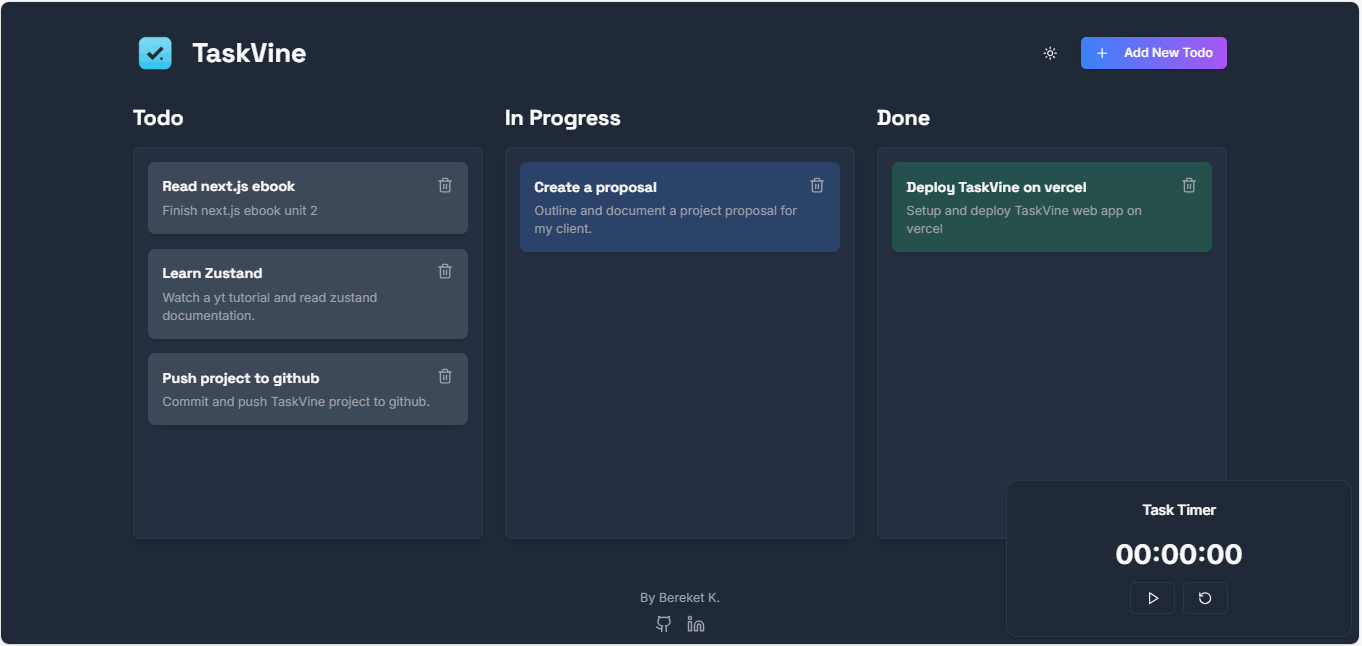 TaskVine
Add New Todo
Todo
In Progress
Done
Read next.js ebook
Finish next.js ebook unit 2
Learn Zustand
Watch a yt tutorial and read zustand
documentation.
Push project to github
Commit and push TaskVine project to github.
Create a proposal
Outline and document a project proposal for
my client.
Deploy TaskVine on vercel
Setup and deploy TaskVine web app on
vercel
Task Timer
00:00:00
By Bereket K.